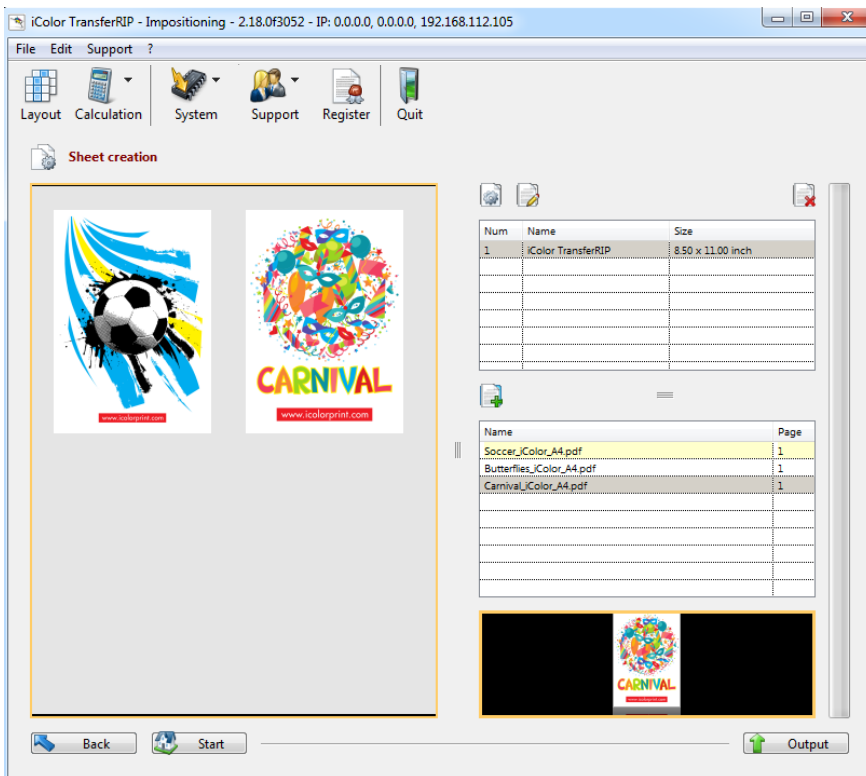 iColor TransferRIP - Impositioning - 2.18.0f3052 - IP: 0.0.0.0, 0.0.0.0, 192.168.112.105
File Edit Support ?
Layout Calculation System Support Register Quit
Sheet creation
Num Name Size
1 iColor TransferRIP 8.50 x 11.00 inch
CARNIVAL
www.icolorprint.com
www.icolorprint.com
Name Page
Soccer_iColor_A4.pdf 1
Butterflies_iColor_A4.pdf 1
Carnival_iColor_A4.pdf 1
CARNIVAL
Back Start Output